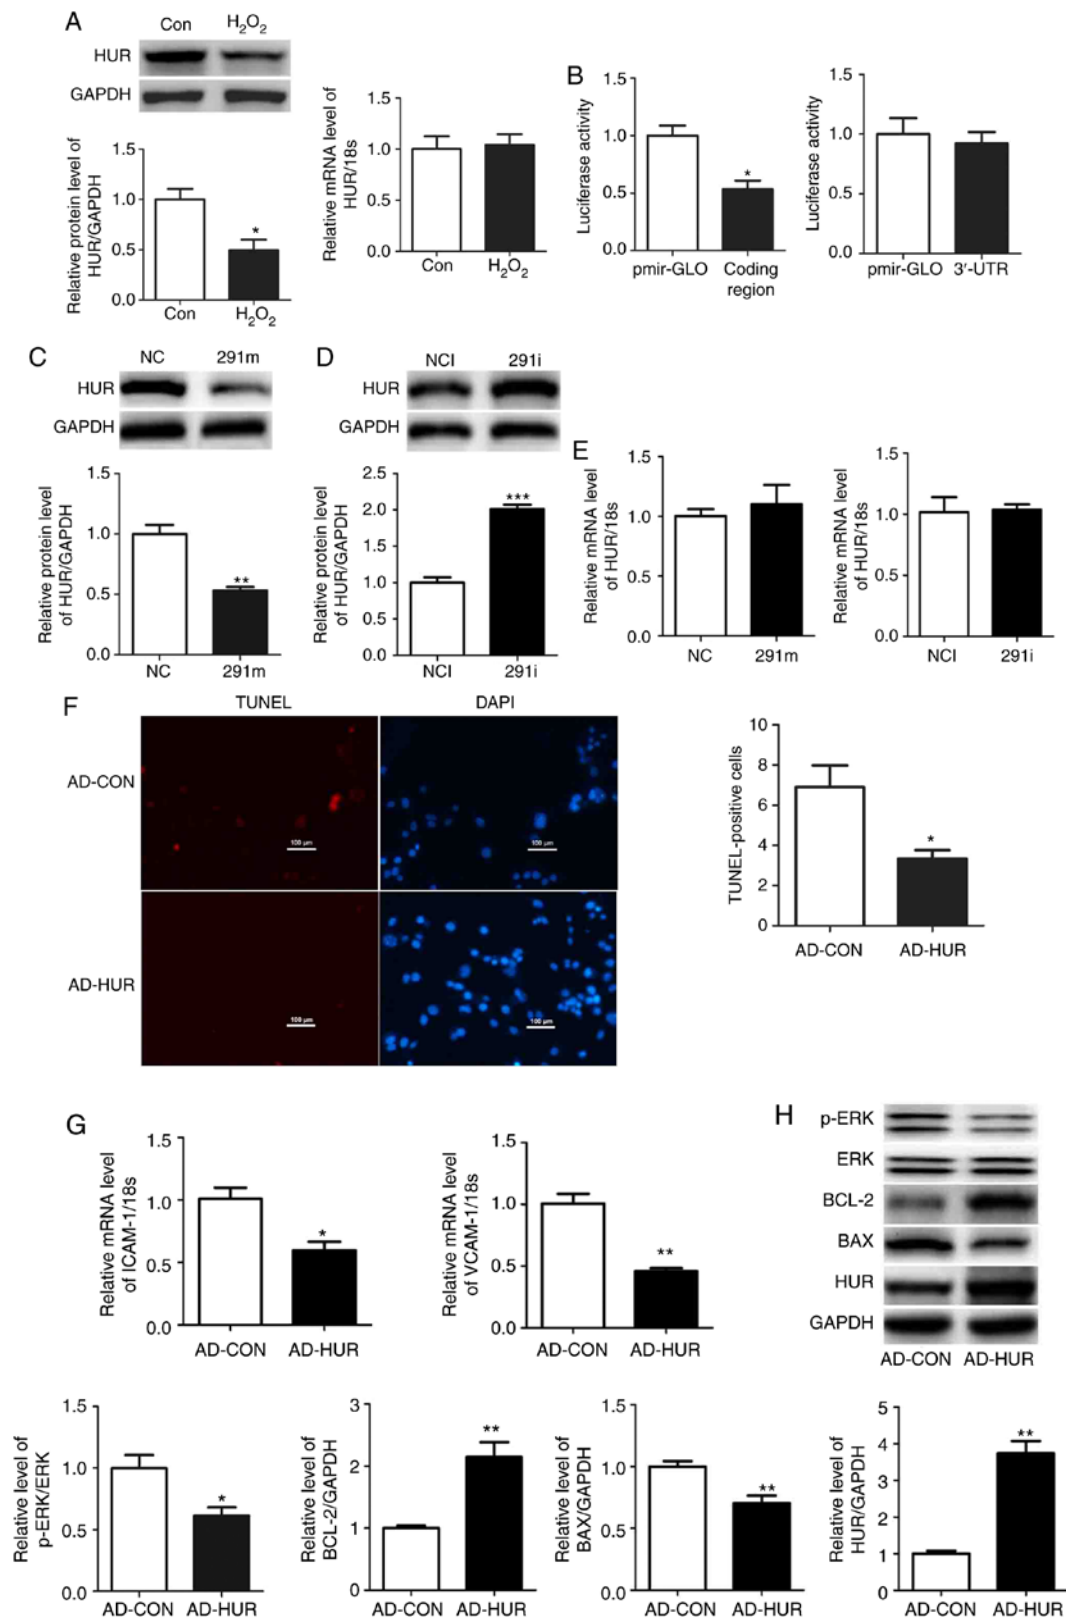 A
Con H₂O₂
HUR
GAPDH
Relative protein level of
HUR/GAPDH
1.5
1.0
0.5
0.0
*
Con H₂O₂
Relative mRNA level of
HUR/18s
1.5
1.0
0.5
0.0
Con H₂O₂
B
Luciferase activity
1.5
1.0
0.5
0.0
*
pmir-GLO Coding
region
Luciferase activity
1.5
1.0
0.5
0.0
pmir-GLO 3′-UTR
C
NC 291m
HUR
GAPDH
Relative protein level
of HUR/GAPDH
1.5
1.0
0.5
0.0
**
NC 291m
D
NCI 291i
HUR
GAPDH
Relative protein level
of HUR/GAPDH
2.5
2.0
1.5
1.0
0.5
0.0
***
NCI 291i
E
Relative mRNA level
of HUR/18s
1.5
1.0
0.5
0.0
NC 291m
Relative mRNA level
of HUR/18s
1.5
1.0
0.5
0.0
NCI 291i
F
TUNEL DAPI
AD-CON
100 µm 100 µm
AD-HUR
100 µm 100 µm
TUNEL-positive cells
10
8
6
4
2
0
*
AD-CON AD-HUR
G
Relative mRNA level
of ICAM-1/18s
1.5
1.0
0.5
0.0
*
AD-CON AD-HUR
Relative mRNA level
of VCAM-1/18s
1.5
1.0
0.5
0.0
**
AD-CON AD-HUR
H
p-ERK
ERK
BCL-2
BAX
HUR
GAPDH
AD-CON AD-HUR
Relative level of
p-ERK/ERK
1.5
1.0
0.5
0.0
*
AD-CON AD-HUR
Relative level of
BCL-2/GAPDH
3
2
1
0
**
AD-CON AD-HUR
Relative level of
BAX/GAPDH
1.5
1.0
0.5
0.0
**
AD-CON AD-HUR
Relative level of
HUR/GAPDH
5
4
3
2
1
0
**
AD-CON AD-HUR